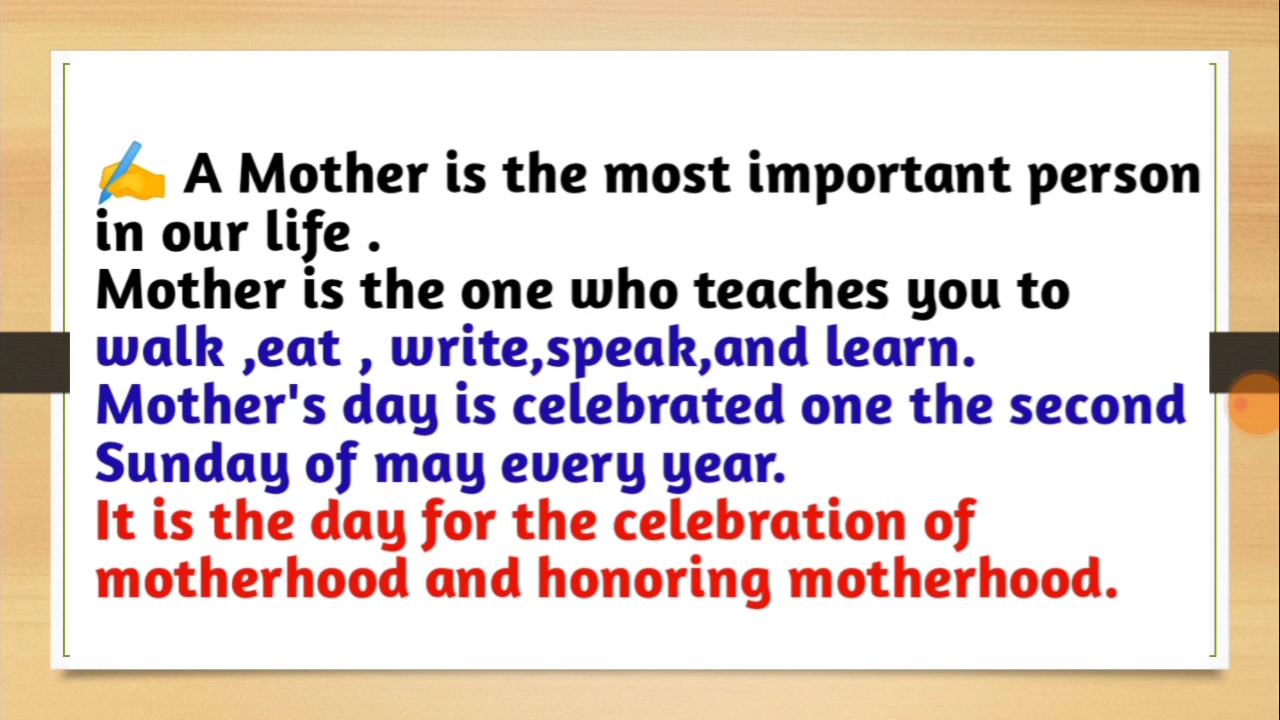 ✍️ A Mother is the most important person
in our life .
Mother is the one who teaches you to
walk ,eat , write,speak,and learn.
Mother's day is celebrated one the second
Sunday of may every year.
It is the day for the celebration of
motherhood and honoring motherhood.